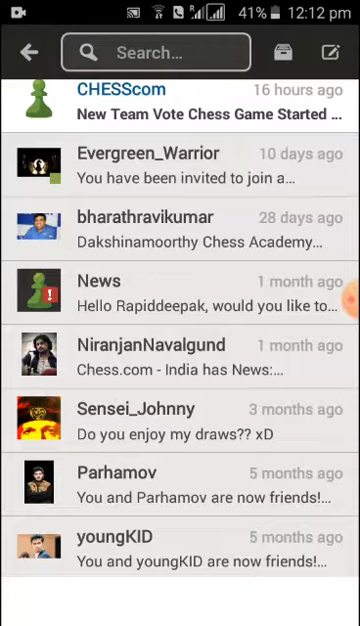 41% 12:12 pm
Search...
CHESScom 16 hours ago
New Team Vote Chess Game Started ...
Evergreen_Warrior 10 days ago
You have been invited to join a...
bharathravikumar 28 days ago
Dakshinamoorthy Chess Academy...
News 1 month ago
Hello Rapiddeepak, would you like to...
NiranjanNavalgund 1 month ago
Chess.com - India has News:...
Sensei_Johnny 3 months ago
Do you enjoy my draws?? xD
Parhamov 5 months ago
You and Parhamov are now friends!...
youngKID 5 months ago
You and youngKID are now friends!...